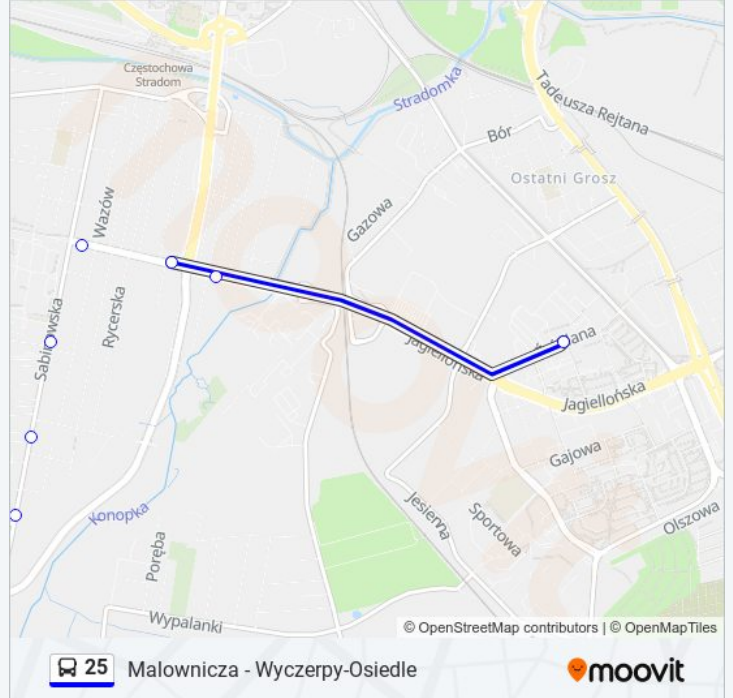 Częstochowa
Stradom
Stradomka
Tadeusza Rejtana
Bór
Ostatni Grosz
Wazów
Gazowa
Rycerska
Jagiellońska
Jagiellońska
Gajowa
Konopka
Jesienna
Sportowa
Olszowa
Poręba
Wypalanki
© OpenStreetMap contributors | © OpenMapTiles
25 Malownicza - Wyczerpy-Osiedle
moovit